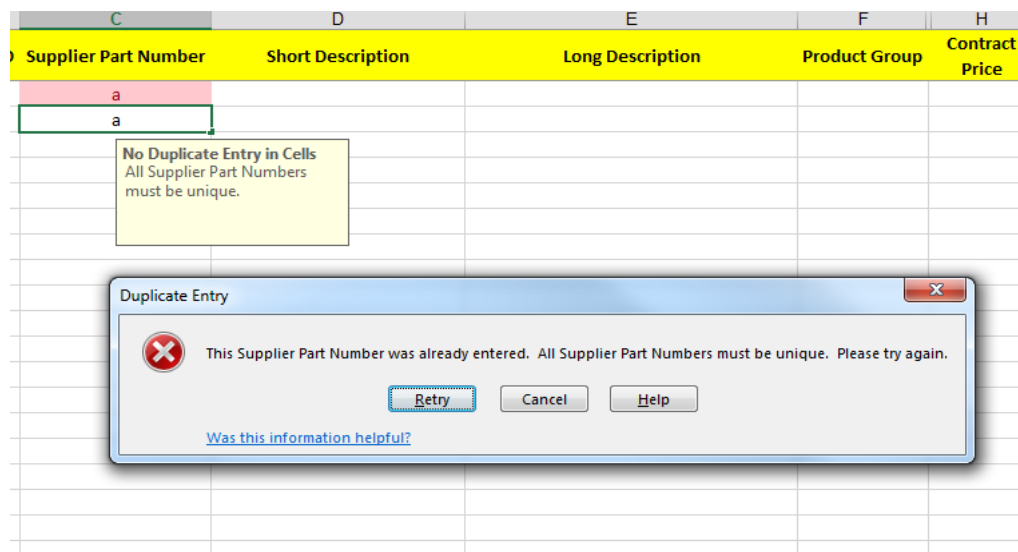 C D E F H
Supplier Part Number Short Description Long Description Product Group Contract
Price
a
a
No Duplicate Entry in Cells
All Supplier Part Numbers
must be unique.
Duplicate Entry
This Supplier Part Number was already entered. All Supplier Part Numbers must be unique. Please try again.
Retry Cancel Help
Was this information helpful?